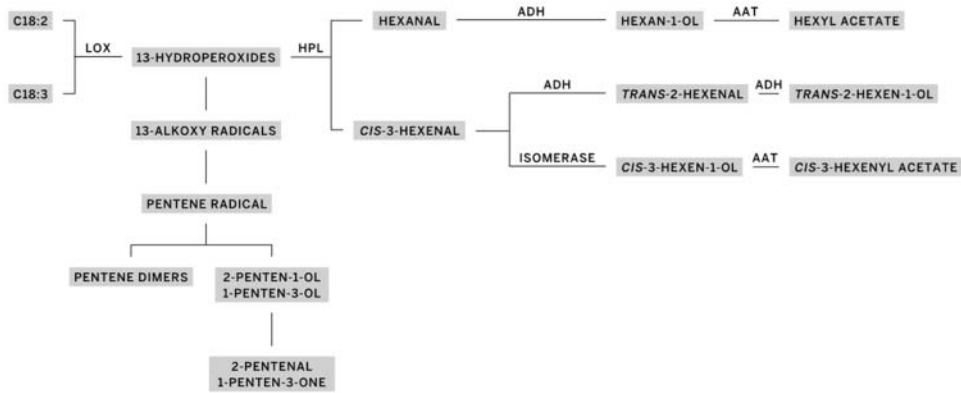 C18:2
HEXANAL
ADH
HEXAN-1-OL
AAT
HEXYL ACETATE
LOX
13-HYDROPEROXIDES
HPL
C18:3
ADH
TRANS-2-HEXENAL
ADH
TRANS-2-HEXEN-1-OL
13-ALKOXY RADICALS
CIS-3-HEXENAL
ISOMERASE
CIS-3-HEXEN-1-OL
AAT
CIS-3-HEXENYL ACETATE
PENTENE RADICAL
PENTENE DIMERS
2-PENTEN-1-OL
1-PENTEN-3-OL
2-PENTENAL
1-PENTEN-3-ONE